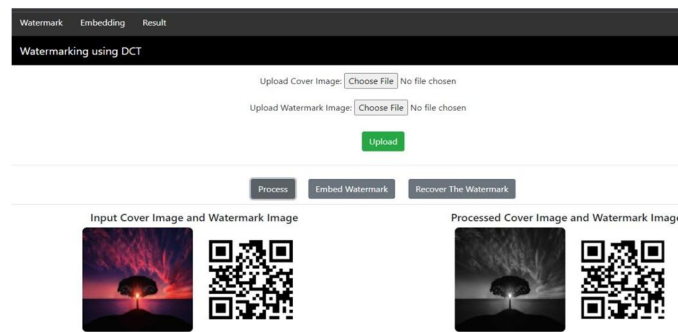 Watermark Embedding Result
Watermarking using DCT
Upload Cover Image: Choose File No file chosen
Upload Watermark Image: Choose File No file chosen
Upload
Process Embed Watermark Recover The Watermark
Input Cover Image and Watermark Image
Processed Cover Image and Watermark Imag